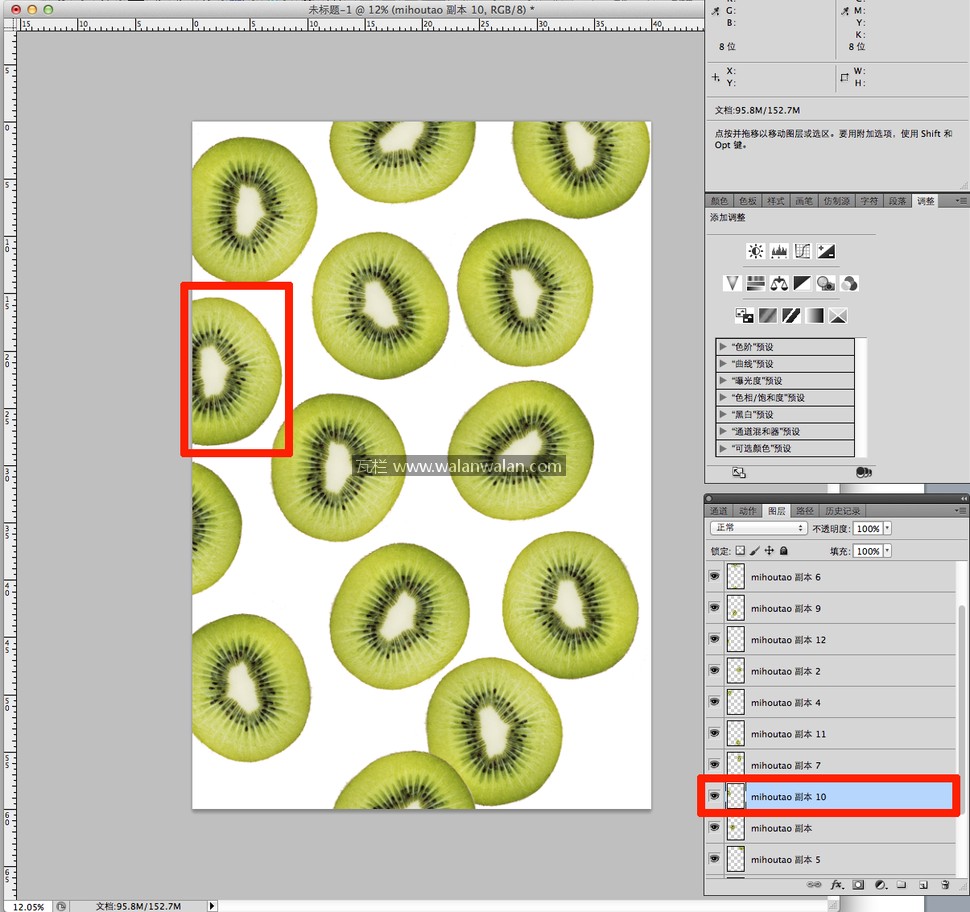 未标题-1 @ 12% (mihoutao 副本 10, RGB/8) *
15 10 5 0 5 10 15 20 25 30 35 40
G:
B:
8 位
M:
Y:
K:
8 位
X:
Y:
W:
H:
文档:95.8M/152.7M
点按并拖移以移动图层或选区。要用附加选项，使用 Shift 和
Opt 键。
颜色 色板 样式 画笔 仿制源 字符 段落 调整
添加调整
“色阶”预设
“曲线”预设
“曝光度”预设
“色相/饱和度”预设
“黑白”预设
“通道混和器”预设
“可选颜色”预设
瓦栏 www.walanwalan.com
通道 动作 图层 路径 历史记录
正常 不透明度: 100%
锁定: 填充: 100%
mihoutao 副本 6
mihoutao 副本 9
mihoutao 副本 12
mihoutao 副本 2
mihoutao 副本 4
mihoutao 副本 11
mihoutao 副本 7
mihoutao 副本 10
mihoutao 副本
mihoutao 副本 5
fx.
12.05% 文档:95.8M/152.7M